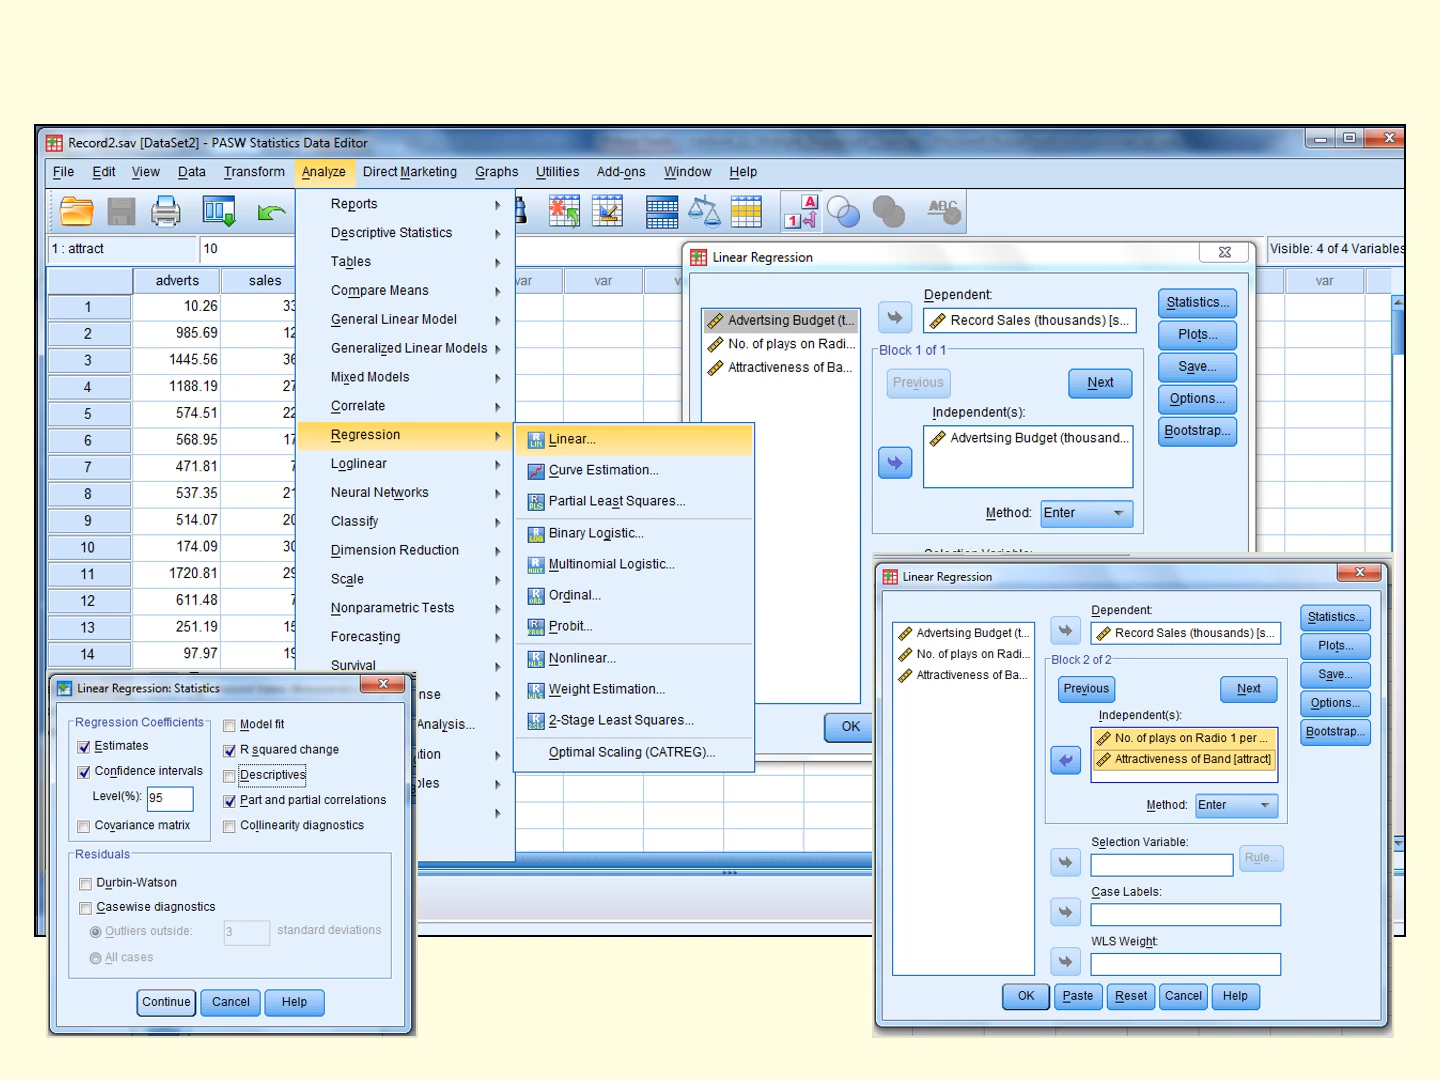 Record2.sav [DataSet2] - PASW Statistics Data Editor
File Edit View Data Transform Analyze Direct Marketing Graphs Utilities Add-ons Window Help
1 : attract 10
Visible: 4 of 4 Variables
adverts sales var var var
1 10.26
2 985.69
3 1445.56
4 1188.19
5 574.51
6 568.95
7 471.81
8 537.35
9 514.07
10 174.09
11 1720.81
12 611.48
13 251.19
14 97.97
Reports
Descriptive Statistics
Tables
Compare Means
General Linear Model
Generalized Linear Models
Mixed Models
Correlate
Regression
Loglinear
Neural Networks
Classify
Dimension Reduction
Scale
Nonparametric Tests
Forecasting
Survival
Analysis...
Linear...
Curve Estimation...
Partial Least Squares...
Binary Logistic...
Multinomial Logistic...
Ordinal...
Probit...
Nonlinear...
Weight Estimation...
2-Stage Least Squares...
Optimal Scaling (CATREG)...
Linear Regression
Advertsing Budget (t...
No. of plays on Radi...
Attractiveness of Ba...
Dependent:
Record Sales (thousands) [s...
Block 1 of 1
Previous Next
Independent(s):
Advertsing Budget (thousand...
Method: Enter
Statistics...
Plots...
Save...
Options...
Bootstrap...
OK
Linear Regression
Advertsing Budget (t...
No. of plays on Radi...
Attractiveness of Ba...
Dependent:
Record Sales (thousands) [s...
Block 2 of 2
Previous Next
Independent(s):
No. of plays on Radio 1 per ...
Attractiveness of Band [attract]
Method: Enter
Selection Variable:
Rule...
Case Labels:
WLS Weight:
Statistics...
Plots...
Save...
Options...
Bootstrap...
OK Paste Reset Cancel Help
Linear Regression: Statistics
Regression Coefficients
Estimates
Confidence intervals
Level(%): 95
Covariance matrix
Model fit
R squared change
Descriptives
Part and partial correlations
Collinearity diagnostics
Residuals
Durbin-Watson
Casewise diagnostics
Outliers outside: 3 standard deviations
All cases
Continue Cancel Help